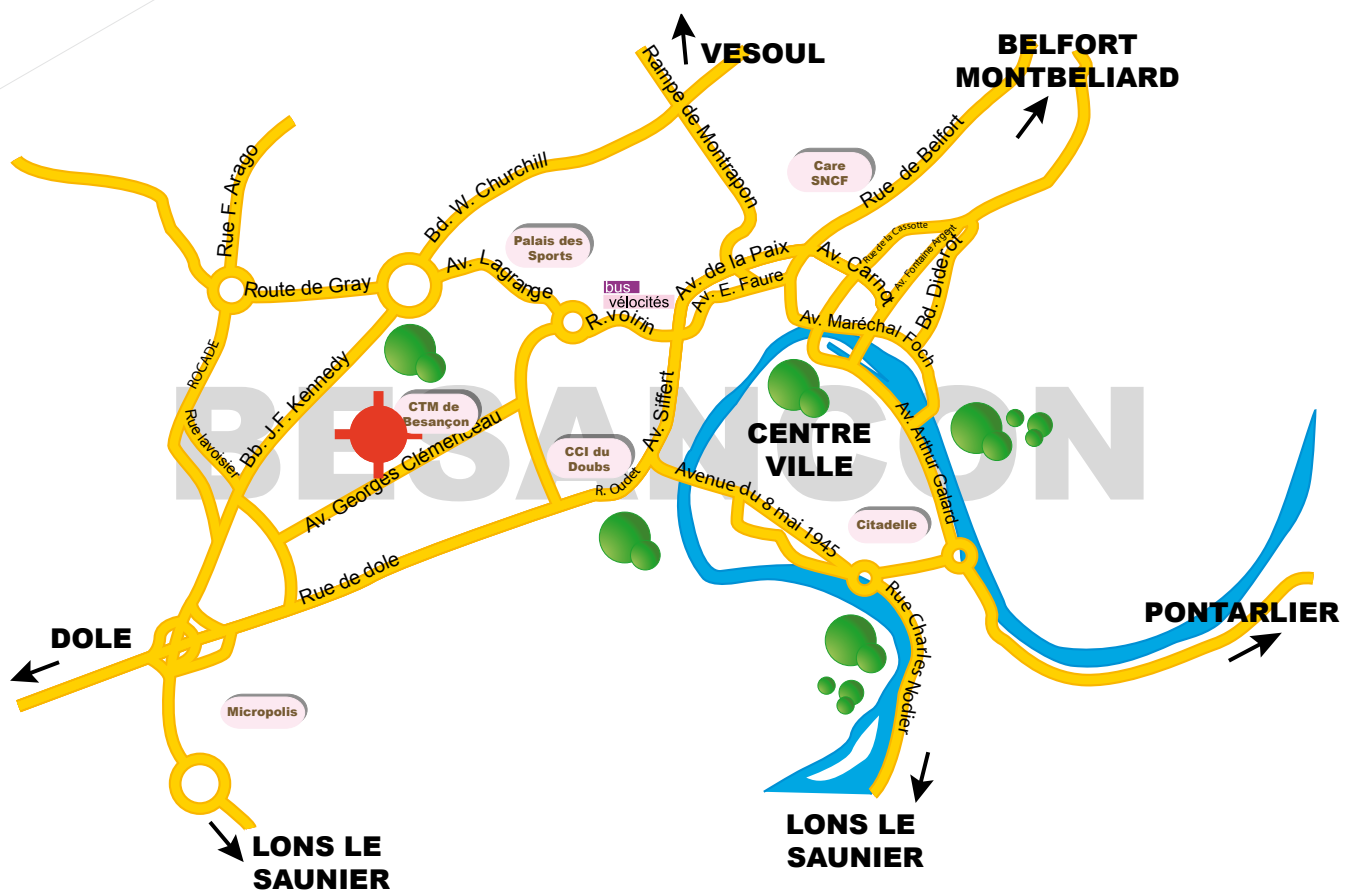 VESOUL
BELFORT
MONTBELIARD
Rampe de Montrapon
Rue de Belfort
Care
SNCF
Rue F. Arago
Bd. W. Churchill
Palais des
Sports
Route de Gray
Av. Lagrange
bus
vélocités
R.voirin
Av. de la Paix
Av. E. Faure
Av. Carnot
Rue de la Cassotte
Av. Fontaine Argent
Bd. Diderot
Av. Maréchal Foch
ROCADE
Rue lavoisier
Bb. J.F. Kennedy
CTM de
Besançon
Av. Georges Clémenceau
BESANCON
CCI du
Doubs
Av. Siffert
R. Oudet
CENTRE
VILLE
Av. Arthur Galard
Avenue du 8 mai 1945
Citadelle
Rue de dole
Rue Charles Nodier
DOLE
PONTARLIER
Micropolis
LONS LE
SAUNIER
LONS LE
SAUNIER